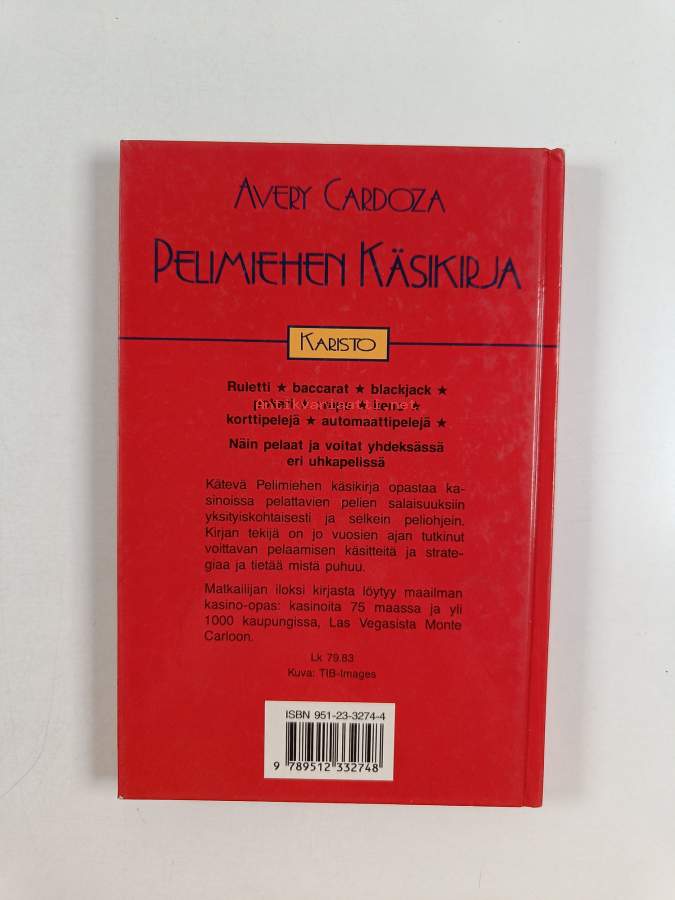 AVERY CARDOZA
PELIMIEHEN KÄSIKIRJA
KARISTO
Ruletti ★ baccarat ★ blackjack ★
Antikvariaatti.net
korttipelejä ★ automaattipelejä ★
Näin pelaat ja voitat yhdeksässä
eri uhkapelissä
Kätevä Pelimiehen käsikirja opastaa ka-
sinoissa pelattavien pelien salaisuuksiin
yksityiskohtaisesti ja selkein peliohjein.
Kirjan tekijä on jo vuosien ajan tutkinut
voittavan pelaamisen käsitteitä ja strate-
giaa ja tietää mistä puhuu.
Matkailijan iloksi kirjasta löytyy maailman
kasino-opas: kasinoita 75 maassa ja yli
1000 kaupungissa, Las Vegasista Monte
Carloon.
Lk 79.83
Kuva: TIB-Images
ISBN 951-23-3274-4
9 789512 332748